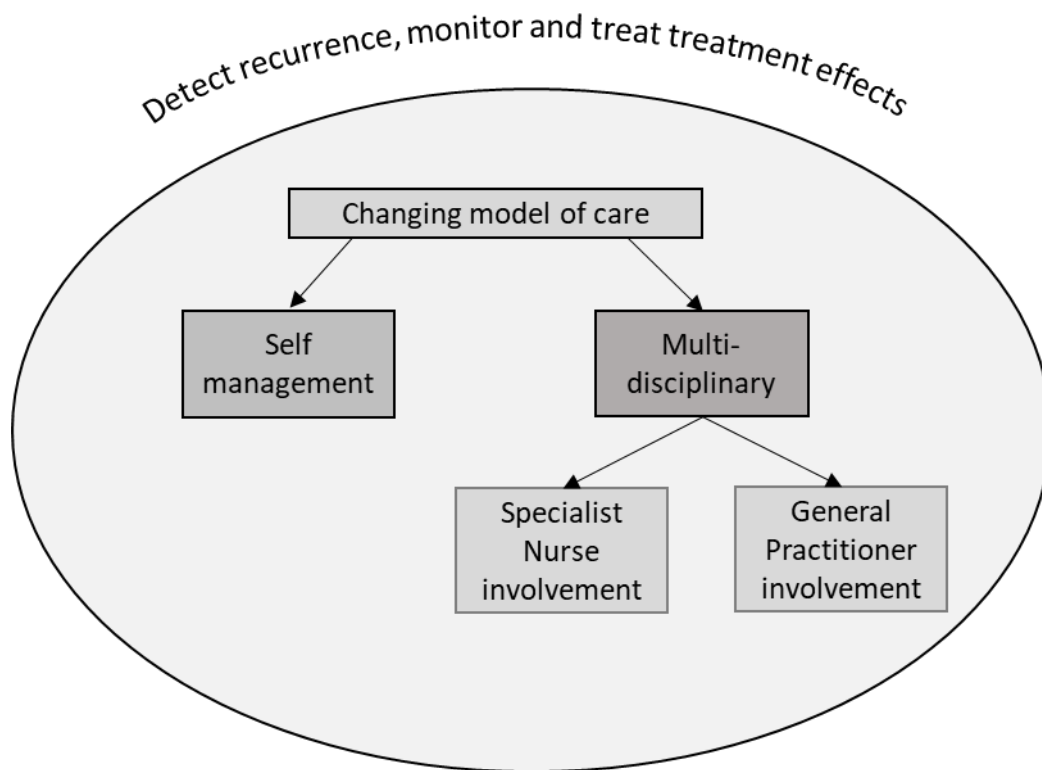 Detect recurrence, monitor and treat treatment effects
Changing model of care
Self
management
Multi-
disciplinary
Specialist
Nurse
involvement
General
Practitioner
involvement